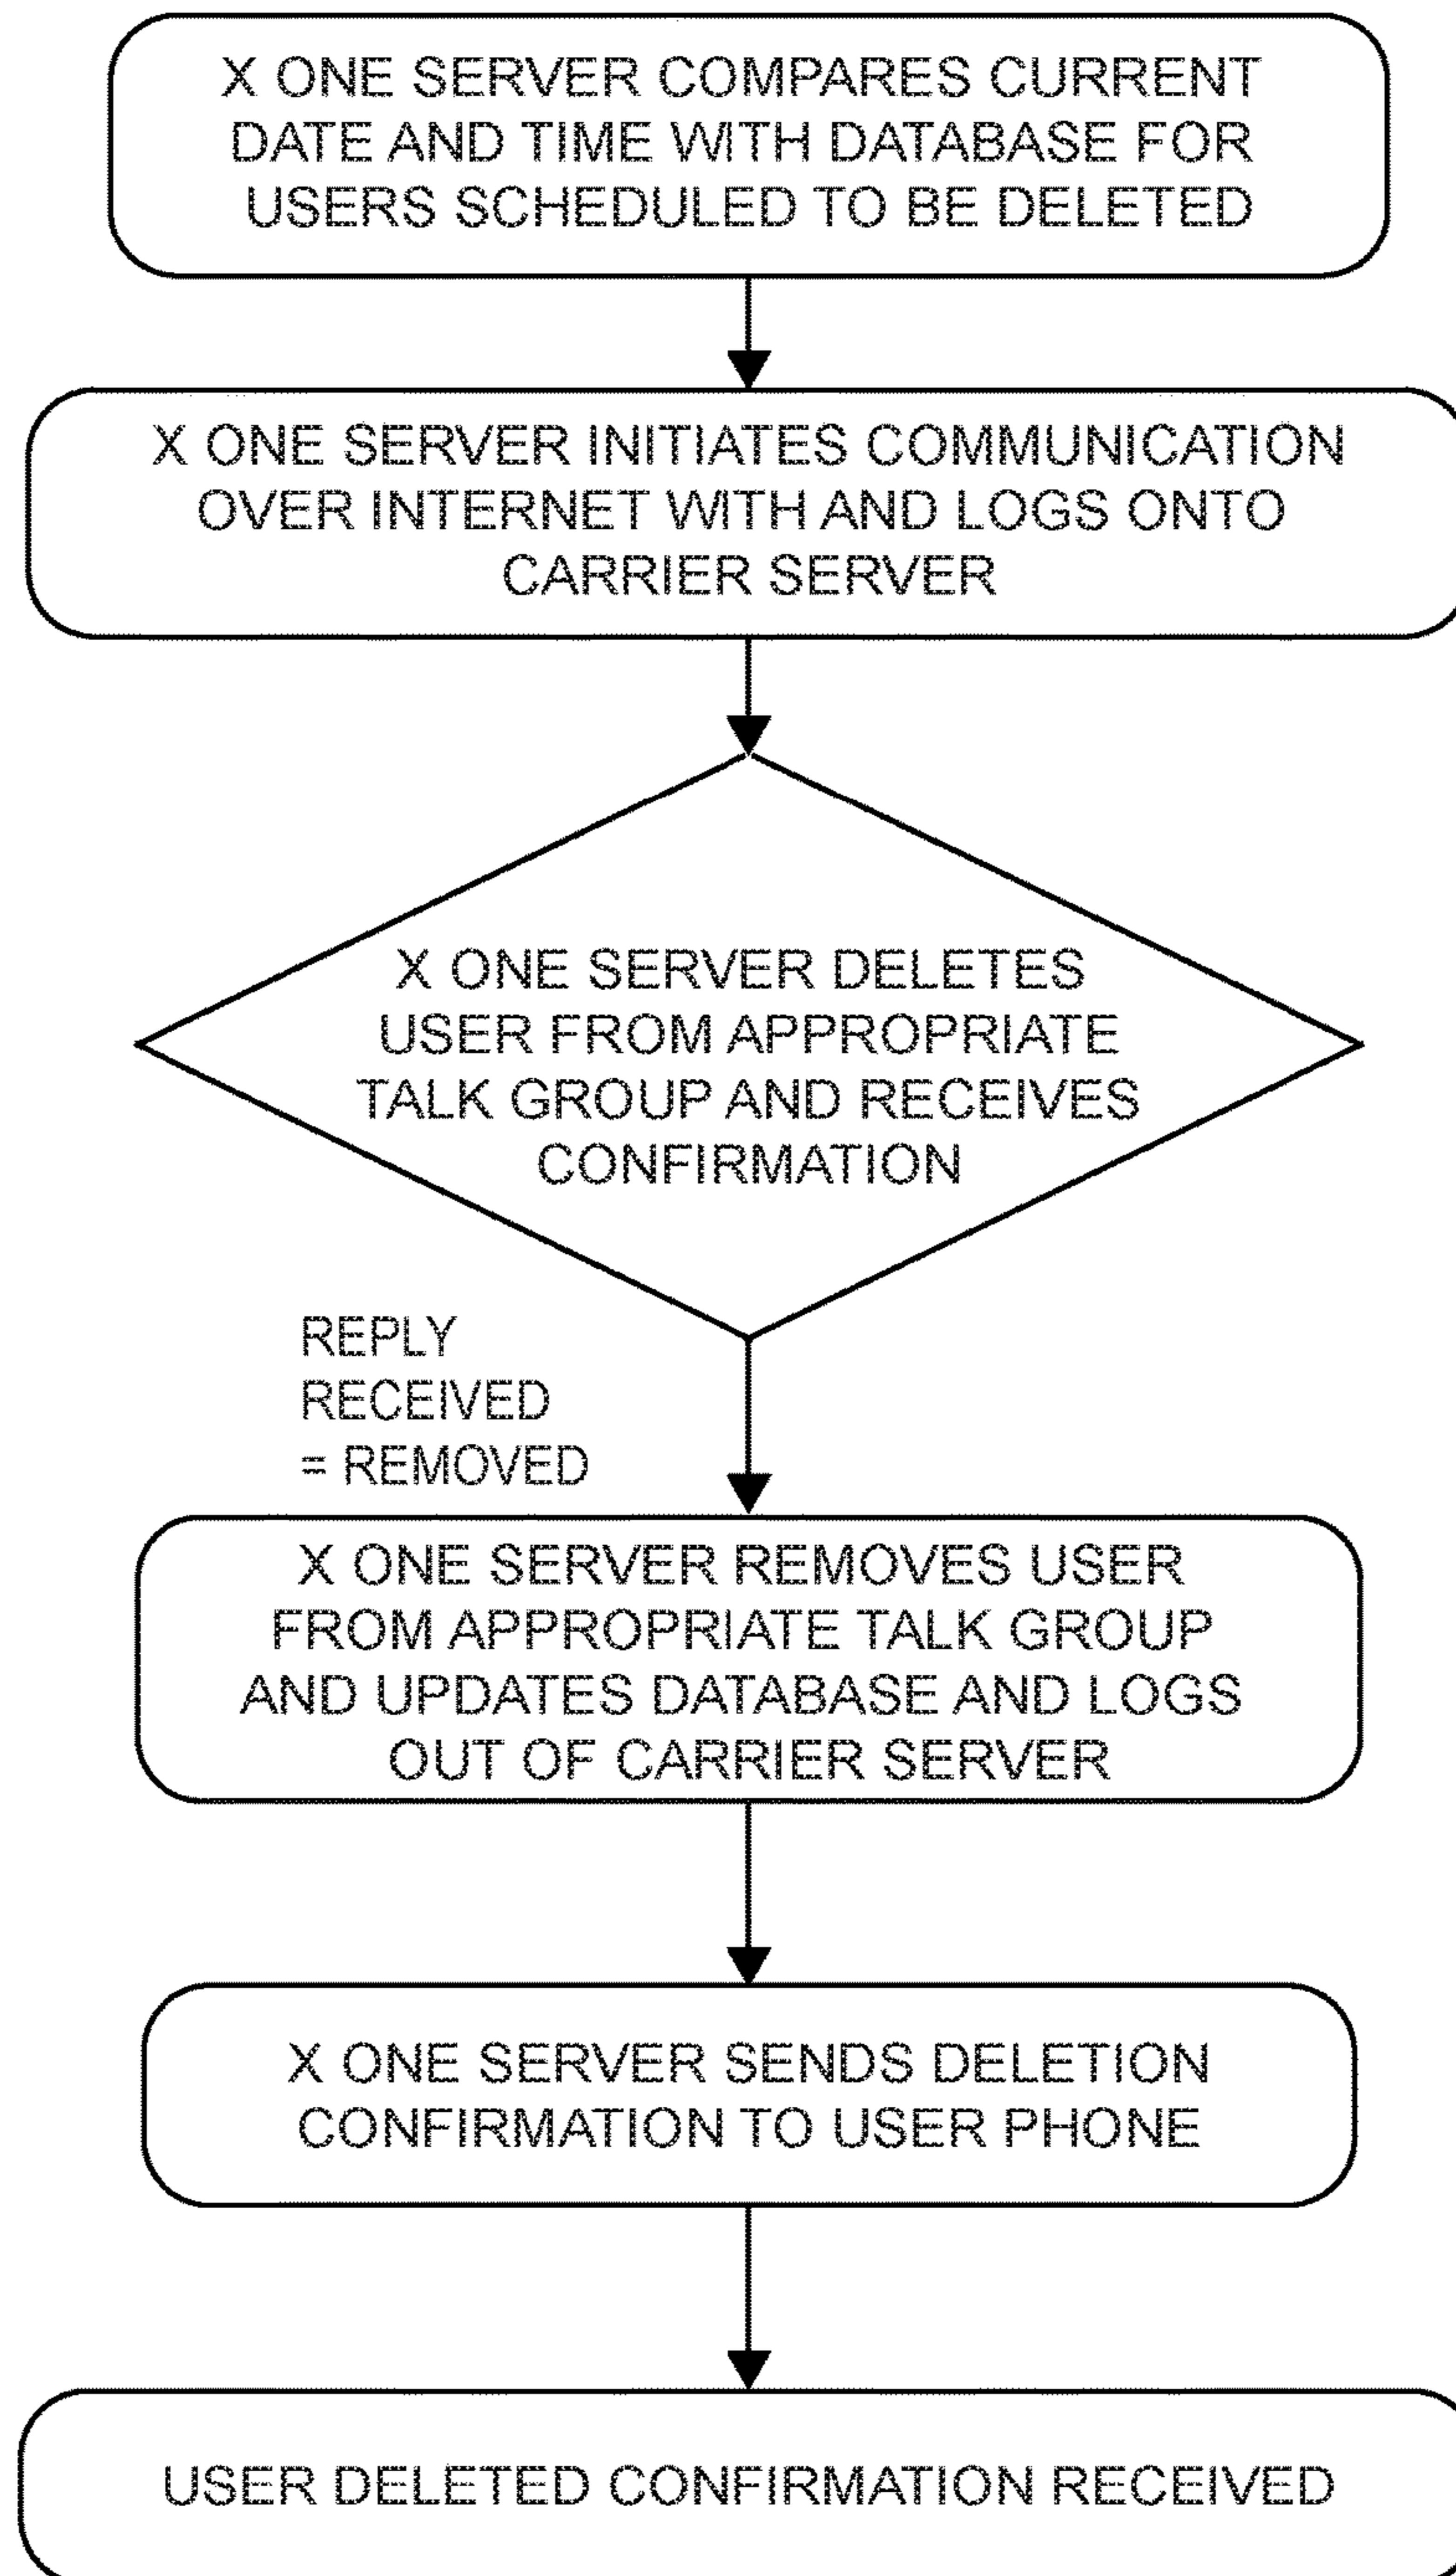 X ONE SERVER COMPARES CURRENT
DATE AND TIME WITH DATABASE FOR
USERS SCHEDULED TO BE DELETED
X ONE SERVER INITIATES COMMUNICATION
OVER INTERNET WITH AND LOGS ONTO
CARRIER SERVER
X ONE SERVER DELETES
USER FROM APPROPRIATE
TALK GROUP AND RECEIVES
CONFIRMATION
REPLY
RECEIVED
= REMOVED
X ONE SERVER REMOVES USER
FROM APPROPRIATE TALK GROUP
AND UPDATES DATABASE AND LOGS
OUT OF CARRIER SERVER
X ONE SERVER SENDS DELETION
CONFIRMATION TO USER PHONE
USER DELETED CONFIRMATION RECEIVED